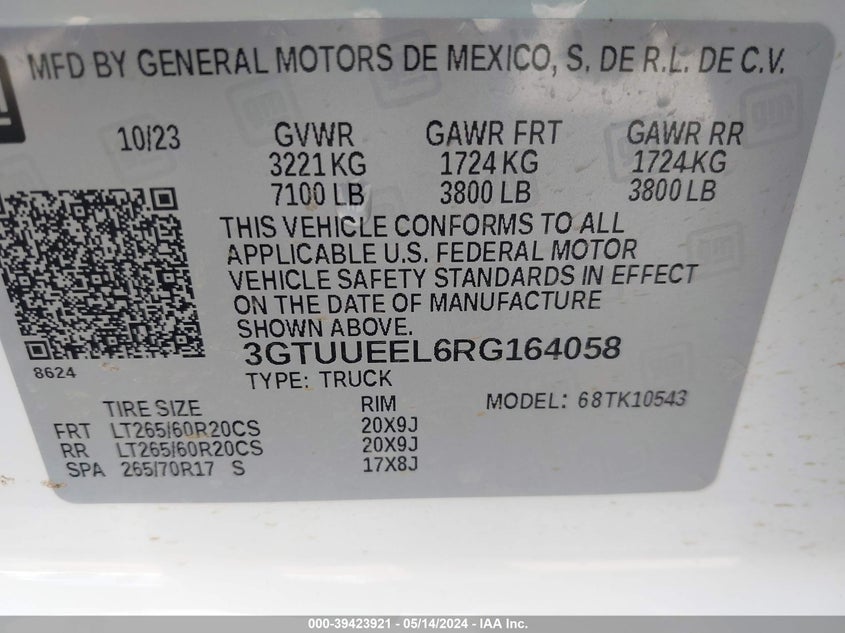 MFD BY GENERAL MOTORS DE MEXICO, S. DE R.L. DE C.V.
10/23 GVWR GAWR FRT GAWR RR
3221 KG 1724 KG 1724 KG
7100 LB 3800 LB 3800 LB
THIS VEHICLE CONFORMS TO ALL
APPLICABLE U.S. FEDERAL MOTOR
VEHICLE SAFETY STANDARDS IN EFFECT
ON THE DATE OF MANUFACTURE
SHOWN ABOVE.
3GTUUEEL6RG164058
8624
TYPE: TRUCK
MODEL: 68TK10543
TIRE SIZE RIM
FRT LT265/60R20CS 20X9J
RR LT265/60R20CS 20X9J
SPA 265/70R17 S 17X8J
000-39423921 - 05/14/2024 - IAA Inc.